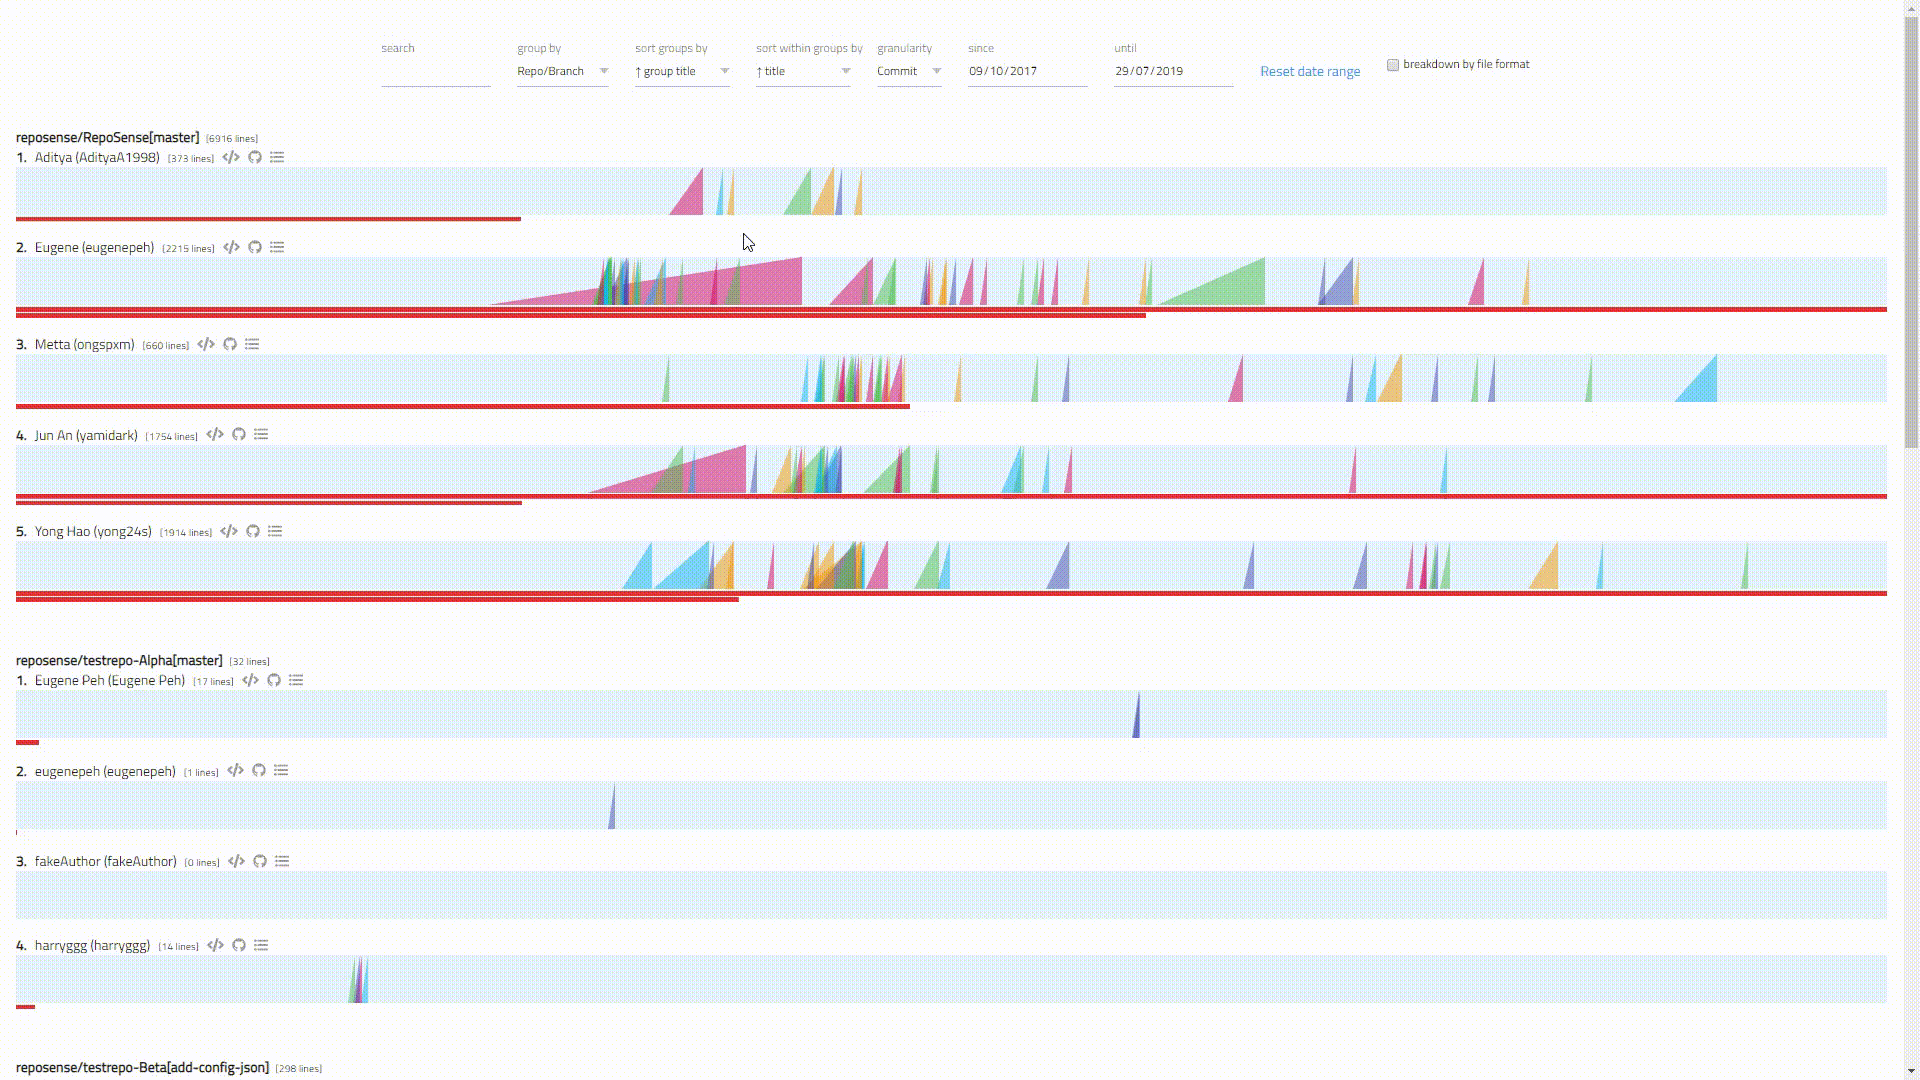 search group by sort groups by sort within groups by granularity since until
Repo/Branch ↑ group title ↑ title Commit 09/10/2017 29/07/2019 Reset date range breakdown by file format
reposense/RepoSense[master] [6916 lines]
1. Aditya (AdityaA1998) [373 lines]
2. Eugene (eugenepeh) [2215 lines]
3. Metta (ongspxm) [660 lines]
4. Jun An (yamidark) [1754 lines]
5. Yong Hao (yong24s) [1914 lines]
reposense/testrepo-Alpha[master] [32 lines]
1. Eugene Peh (Eugene Peh) [17 lines]
2. eugenepeh (eugenepeh) [1 lines]
3. fakeAuthor (fakeAuthor) [0 lines]
4. harryggg (harryggg) [14 lines]
reposense/testrepo-Beta[add-config-json] [298 lines]